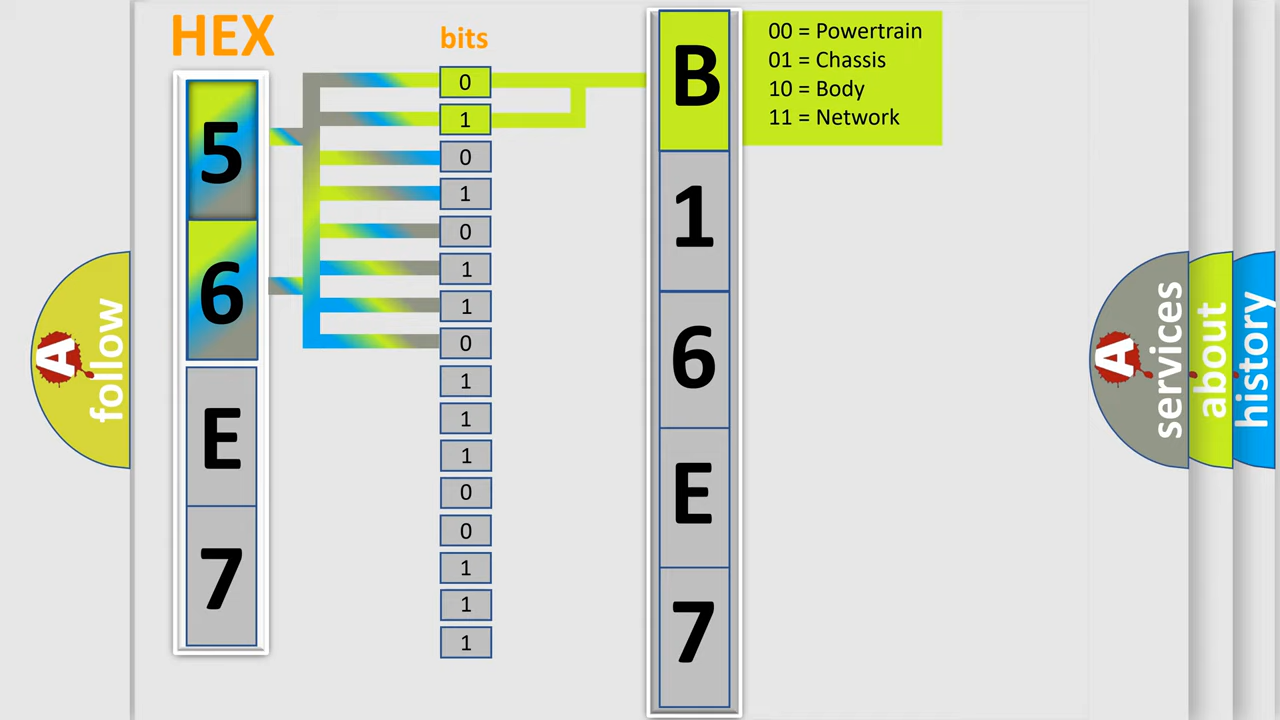 HEX
bits
5
6
E
7
0
1
0
1
0
1
1
0
1
1
1
0
0
1
1
1
B
1
6
E
7
00 = Powertrain
01 = Chassis
10 = Body
11 = Network
A
follow
A
services
about
history